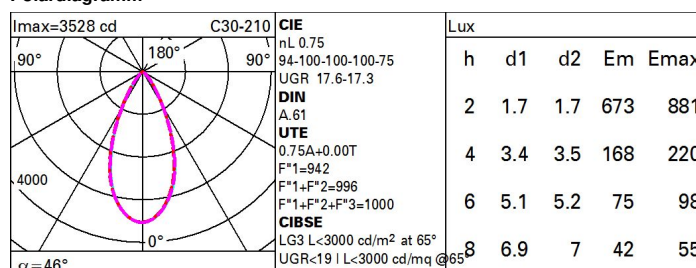 Imax=3528 cd C30-210
90° 180° 90°
4000
0°
α=46°
CIE
nL 0.75
94-100-100-100-75
UGR 17.6-17.3
DIN
A.61
UTE
0.75A+0.00T
F"1=942
F"1+F"2=996
F"1+F"2+F"3=1000
CIBSE
LG3 L<3000 cd/m² at 65°
UGR<19 | L<3000 cd/mq @65°
Lux
h d1 d2 Em Emax
2 1.7 1.7 673 881
4 3.4 3.5 168 220
6 5.1 5.2 75 98
8 6.9 7 42 55